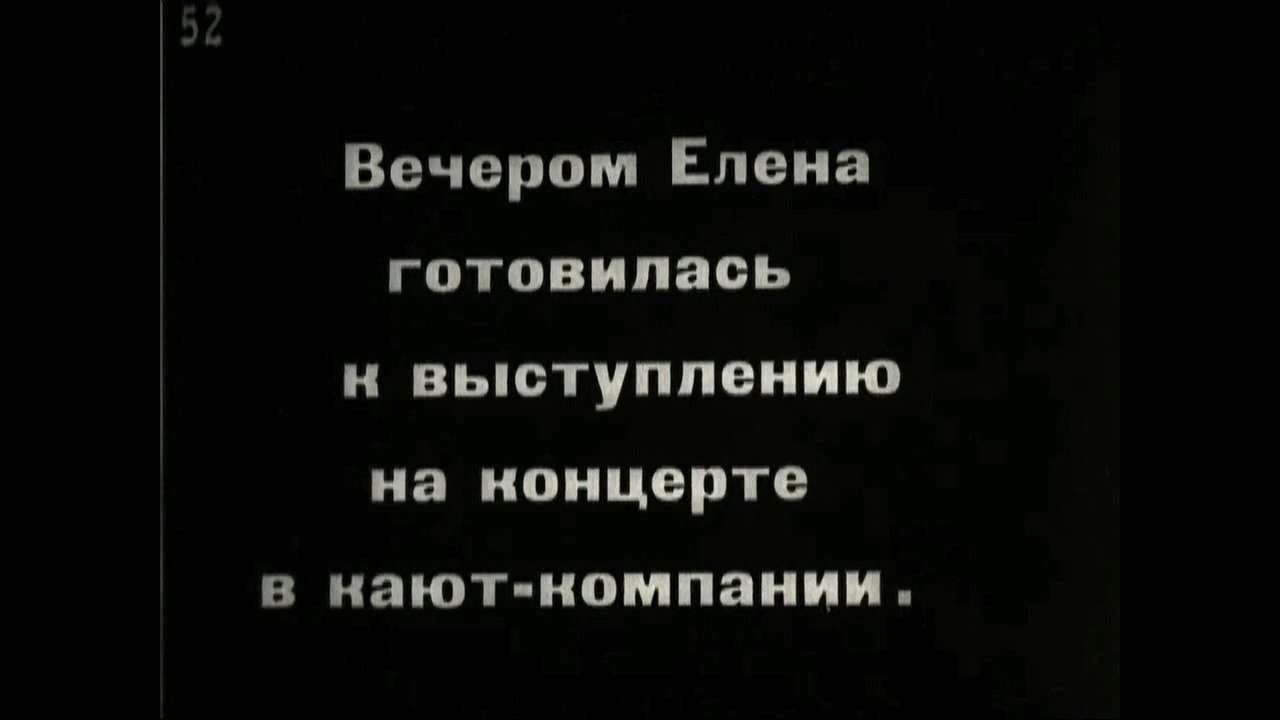 52
Вечером Елена
готовилась
к выступлению
на концерте
в кают-компании.